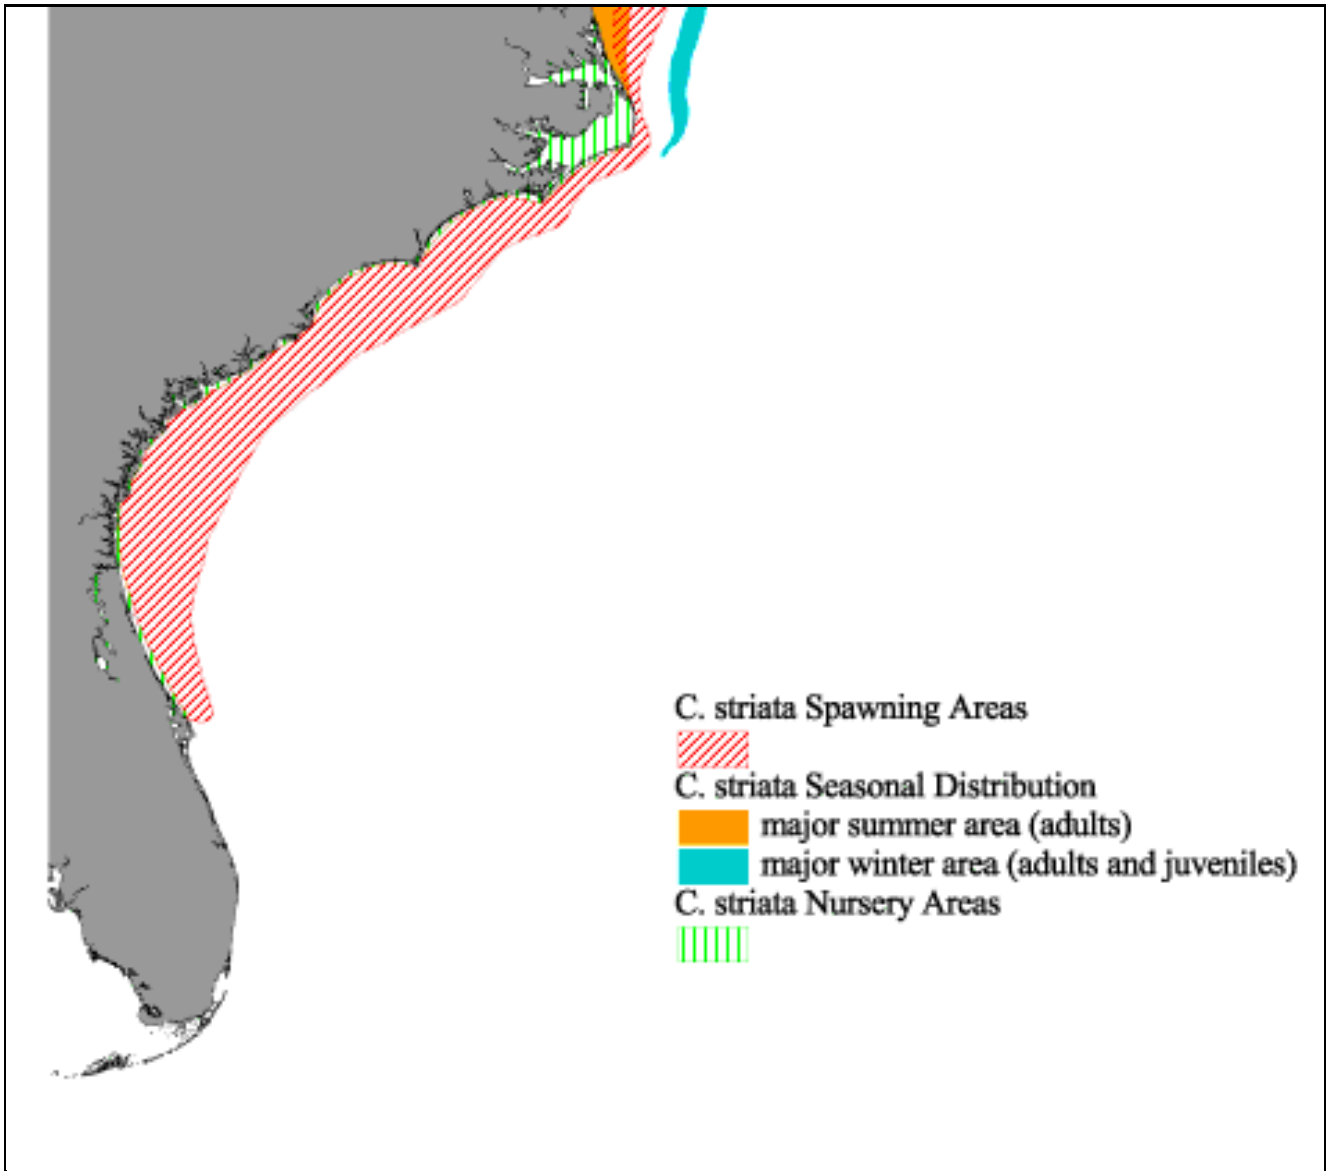 C. striata Spawning Areas
C. striata Seasonal Distribution
major summer area (adults)
major winter area (adults and juveniles)
C. striata Nursery Areas